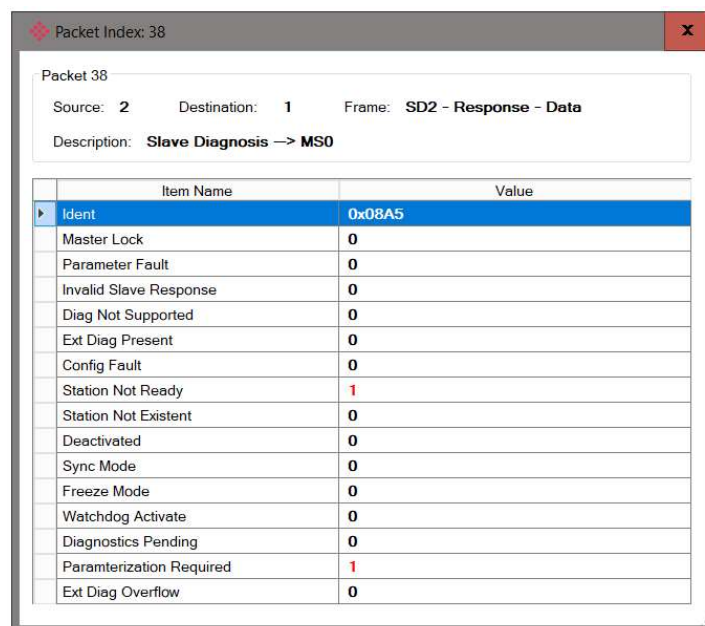 Packet Index: 38
x
Packet 38
Source: 2 Destination: 1 Frame: SD2 - Response - Data
Description: Slave Diagnosis --> MS0
Item Name Value
Ident 0x08A5
Master Lock 0
Parameter Fault 0
Invalid Slave Response 0
Diag Not Supported 0
Ext Diag Present 0
Config Fault 0
Station Not Ready 1
Station Not Existent 0
Deactivated 0
Sync Mode 0
Freeze Mode 0
Watchdog Activate 0
Diagnostics Pending 0
Paramterization Required 1
Ext Diag Overflow 0